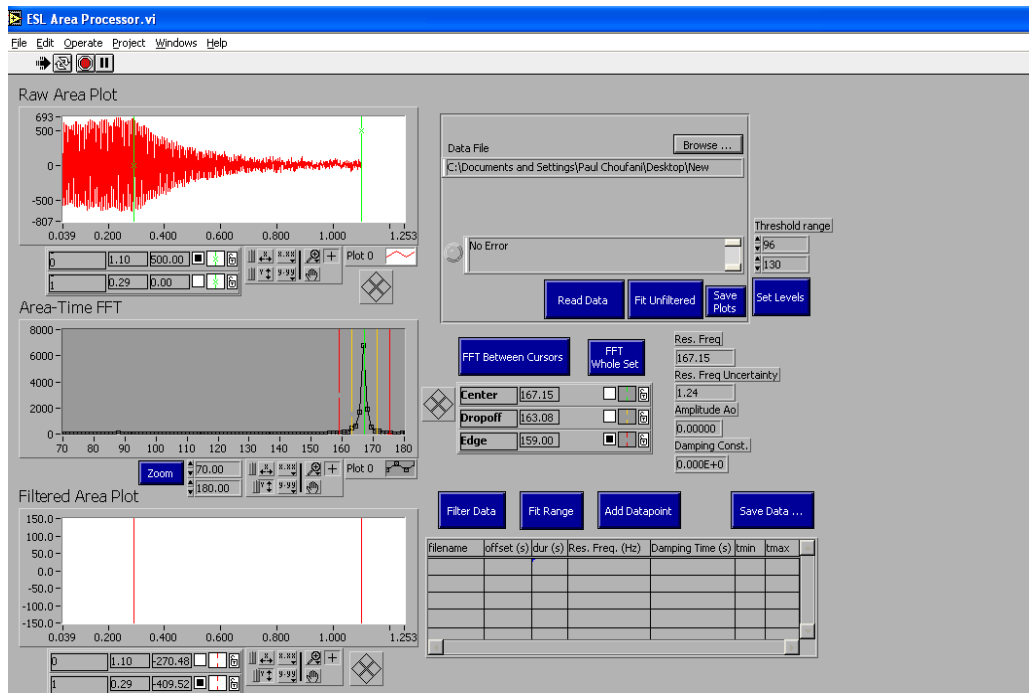 ESL Area Processor.vi
File Edit Operate Project Windows Help
Raw Area Plot
693
500
0
-500
-807
0.039 0.200 0.400 0.600 0.800 1.000 1.253
0 1.10 500.00
1 0.29 0.00
Plot 0
Data File
Browse ...
C:\Documents and Settings\Paul Choufani\Desktop\New
No Error
Threshold range
96
130
Read Data
Fit Unfiltered
Save Plots
Set Levels
Area-Time FFT
8000
6000
4000
2000
0
70 80 90 100 110 120 130 140 150 160 170 180
Zoom
70.00
180.00
Plot 0
FFT Between Cursors
FFT Whole Set
Center 167.15
Dropoff 163.08
Edge 159.00
Res. Freq
167.15
Res. Freq Uncertainty
1.24
Amplitude Ao
0.00000
Damping Const.
0.000E+0
Filtered Area Plot
150.0
100.0
50.0
0.0
-50.0
-100.0
-150.0
0.039 0.200 0.400 0.600 0.800 1.000 1.253
0 1.10 -270.48
1 0.29 -409.52
Filter Data
Fit Range
Add Datapoint
Save Data ...
filename offset (s) dur (s) Res. Freq. (Hz) Damping Time (s) tmin tmax